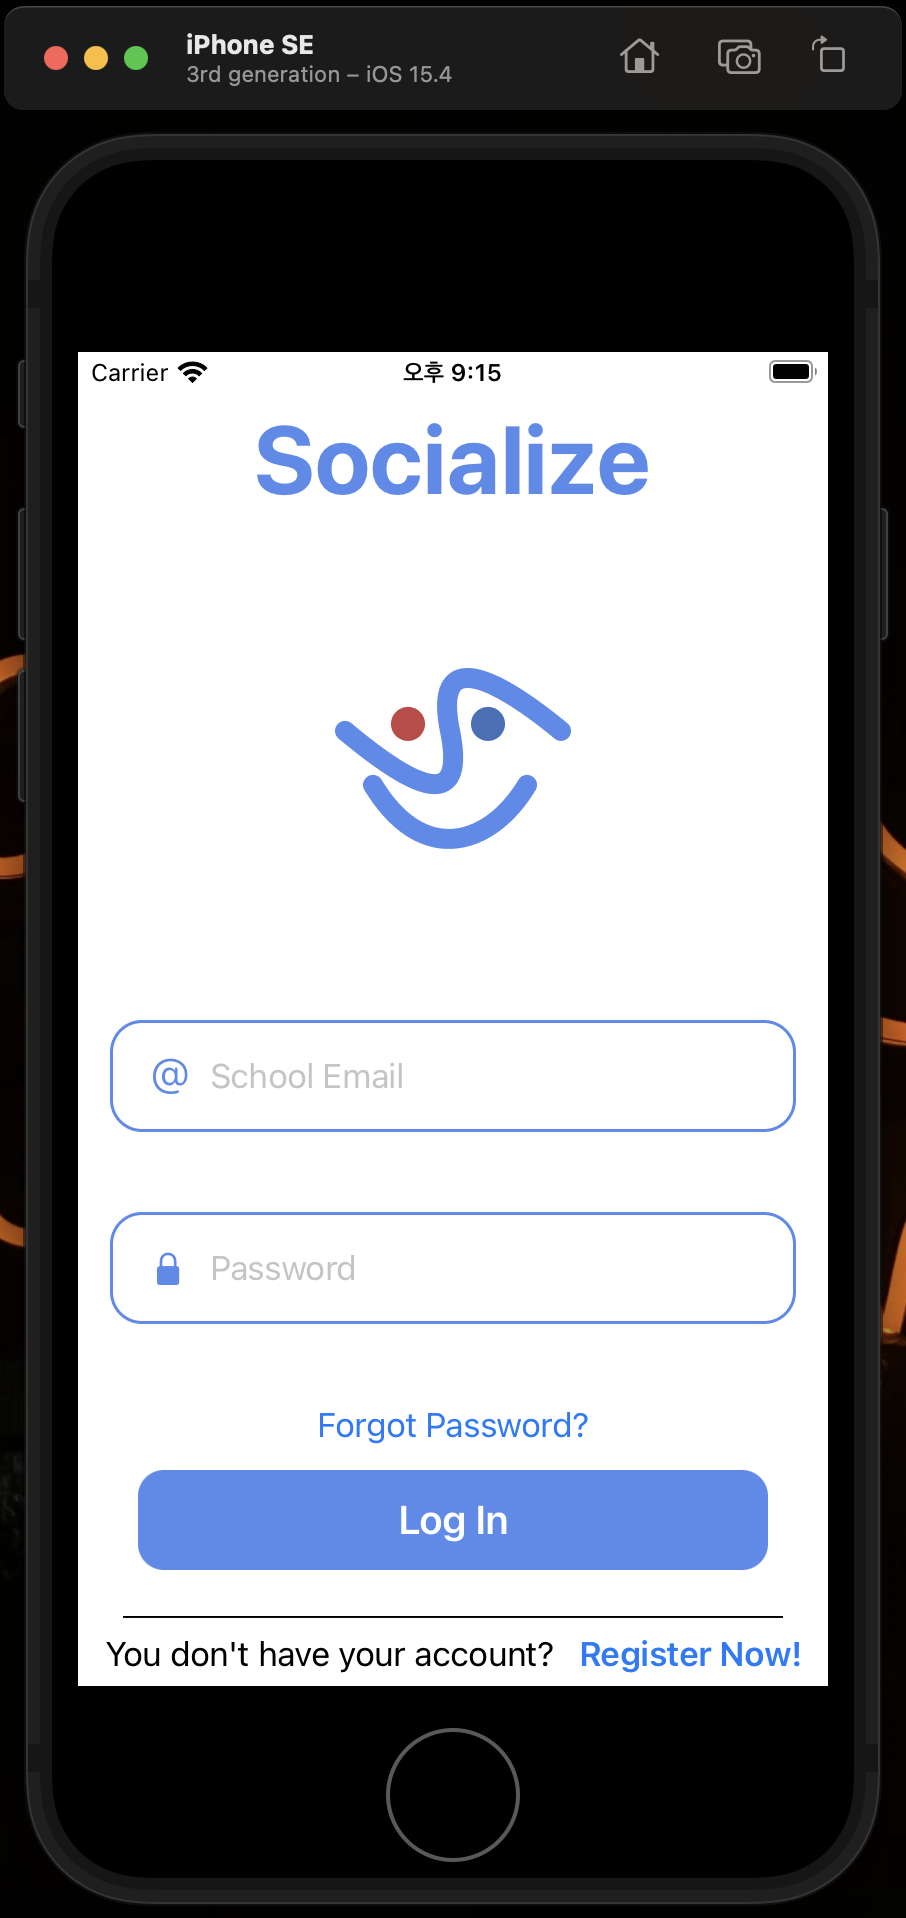 iPhone SE
3rd generation – iOS 15.4
Carrier 오후 9:15
Socialize
@ School Email
Password
Forgot Password?
Log In
You don't have your account? Register Now!